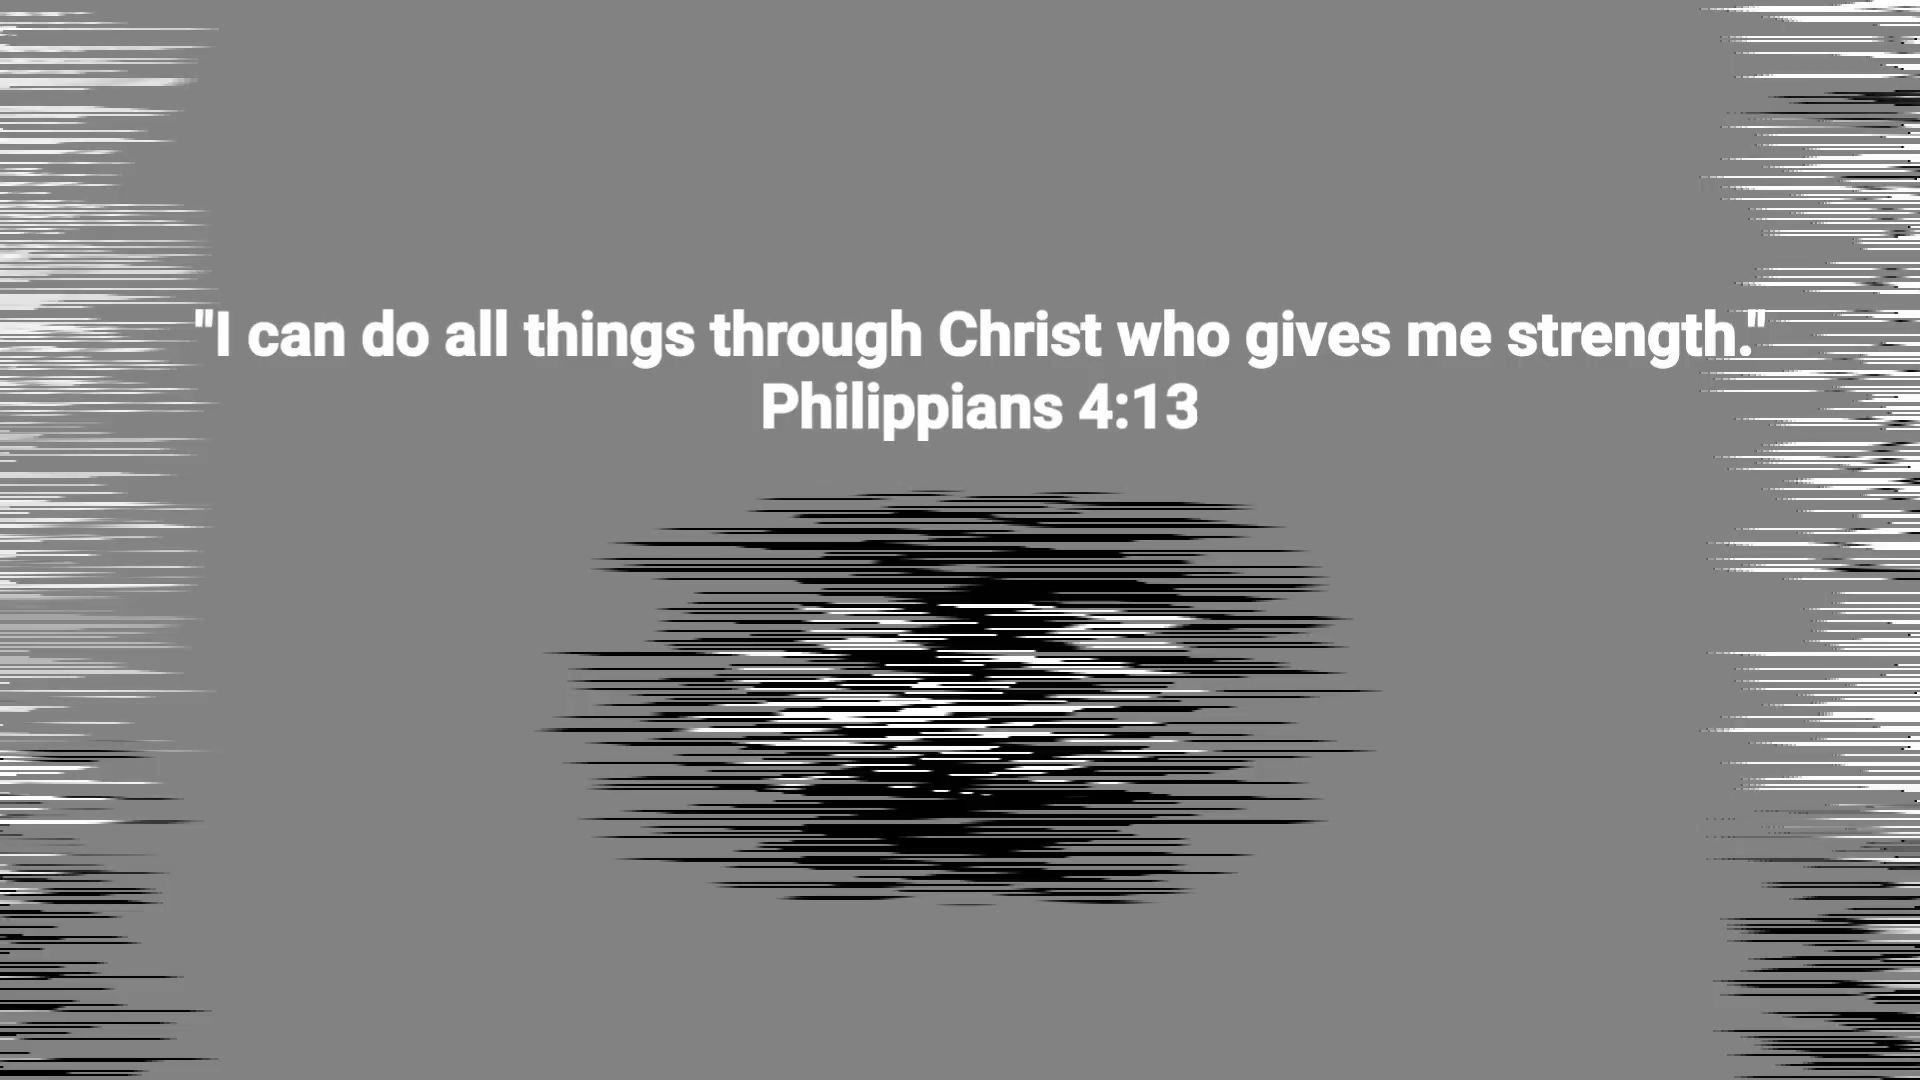 "I can do all things through Christ who gives me strength."
Philippians 4:13